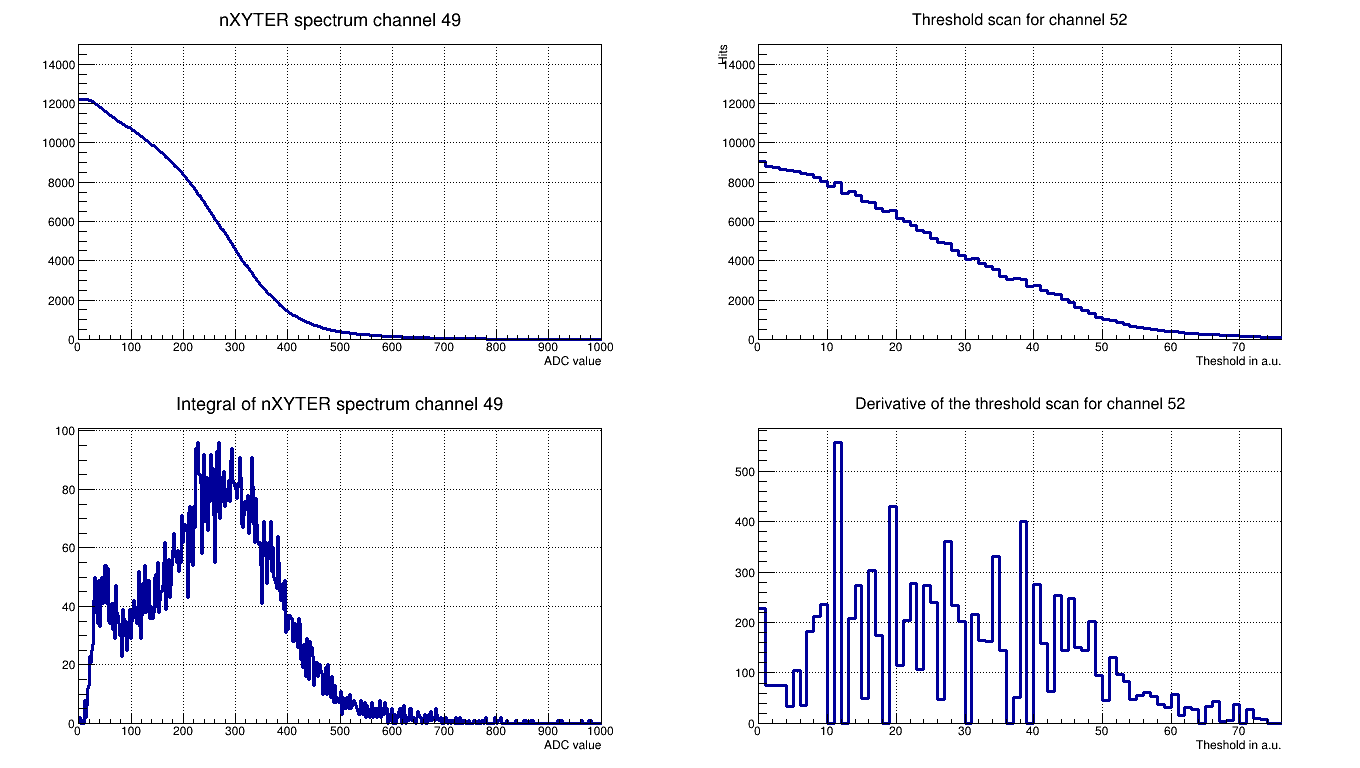 nXYTER spectrum channel 49
14000
12000
10000
8000
6000
4000
2000
0
0 100 200 300 400 500 600 700 800 900 1000
ADC value
Threshold scan for channel 52
Hits
14000
12000
10000
8000
6000
4000
2000
0
0 10 20 30 40 50 60 70
Theshold in a.u.
Integral of nXYTER spectrum channel 49
100
80
60
40
20
0
0 100 200 300 400 500 600 700 800 900 1000
ADC value
Derivative of the threshold scan for channel 52
500
400
300
200
100
0
0 10 20 30 40 50 60 70
Theshold in a.u.